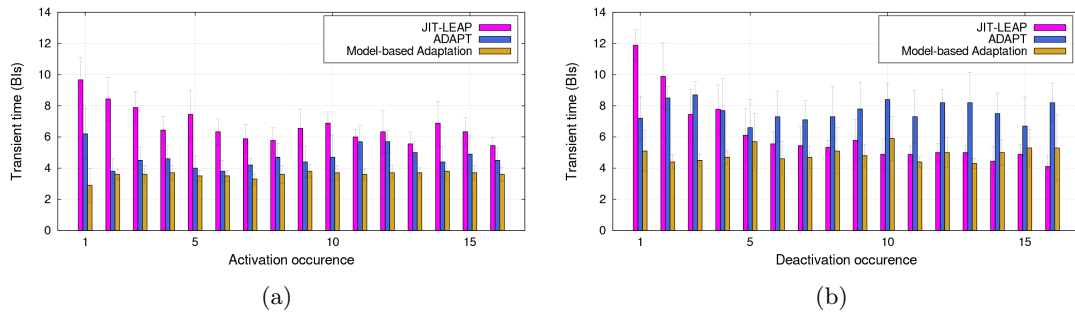 14
12
10
8
6
4
2
0
Transient time (BIs)
JIT-LEAP
ADAPT
Model-based Adaptation
1
5
10
15
Activation occurence
(a)
14
12
10
8
6
4
2
0
Transient time (BIs)
JIT-LEAP
ADAPT
Model-based Adaptation
1
5
10
15
Deactivation occurence
(b)